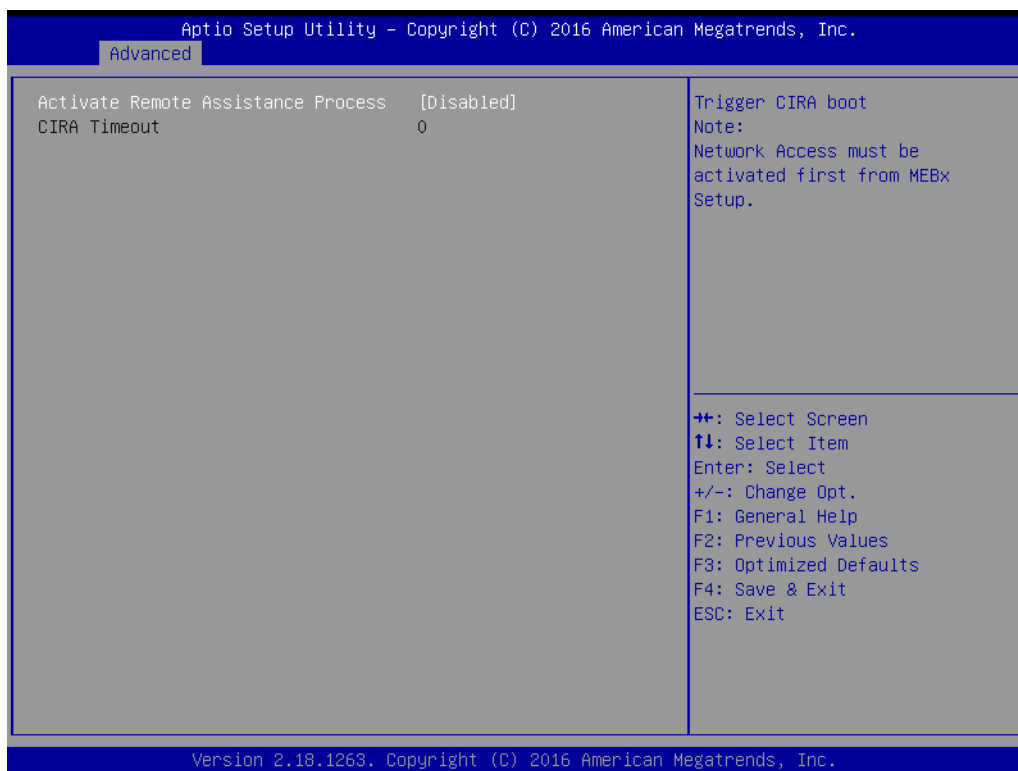 Aptio Setup Utility – Copyright (C) 2016 American Megatrends, Inc.
Advanced
Activate Remote Assistance Process [Disabled]
CIRA Timeout 0
Trigger CIRA boot
Note:
Network Access must be
activated first from MEBx
Setup.
→←: Select Screen
↑↓: Select Item
Enter: Select
+/-: Change Opt.
F1: General Help
F2: Previous Values
F3: Optimized Defaults
F4: Save & Exit
ESC: Exit
Version 2.18.1263. Copyright (C) 2016 American Megatrends, Inc.